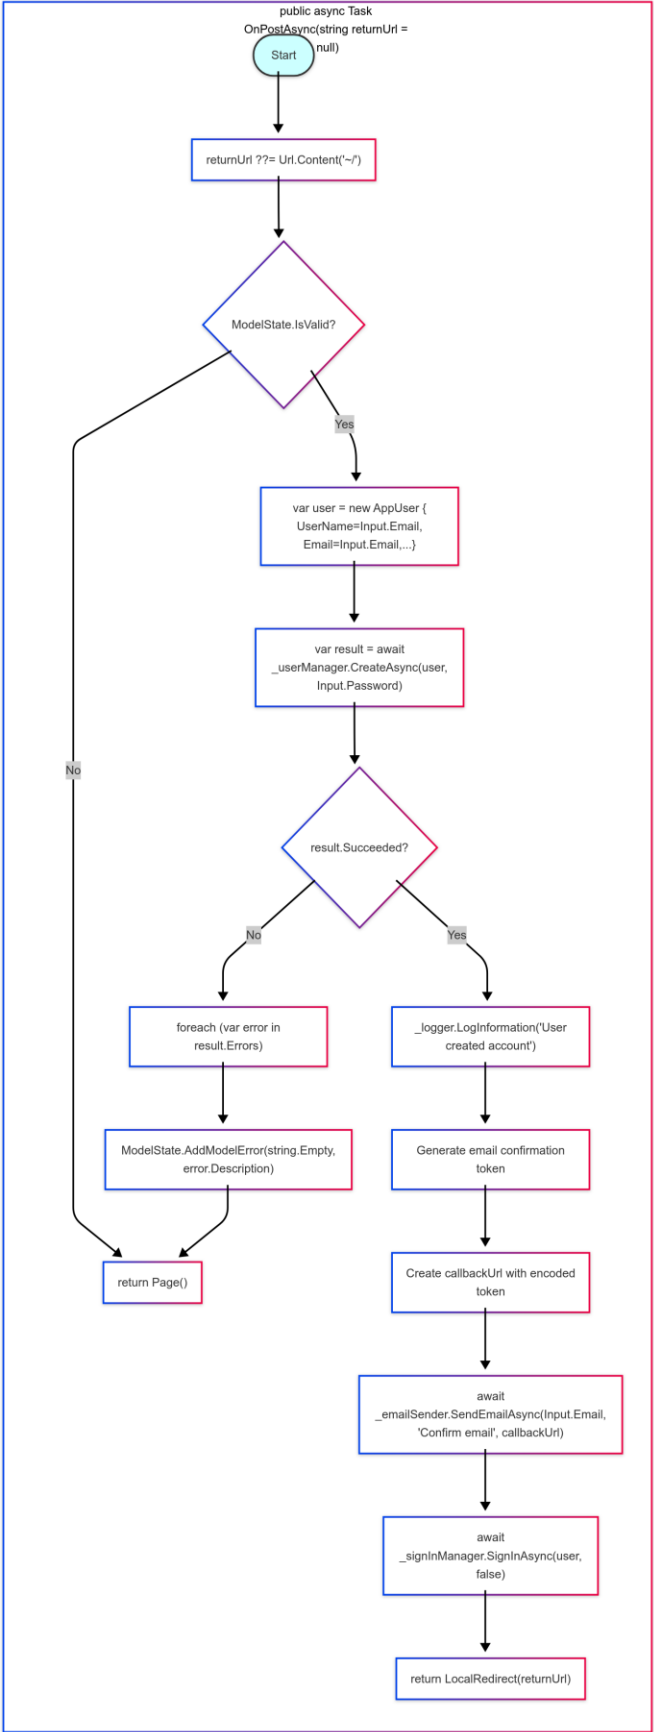 public async Task
OnPostAsync(string returnUrl =
null)
Start
returnUrl ??= Url.Content('~/')
ModelState.IsValid?
Yes
var user = new AppUser {
UserName=Input.Email,
Email=Input.Email,...}
var result = await
_userManager.CreateAsync(user,
Input.Password)
No
result.Succeeded?
No
Yes
foreach (var error in
result.Errors)
_logger.LogInformation('User
created account')
ModelState.AddModelError(string.Empty,
error.Description)
Generate email confirmation
token
return Page()
Create callbackUrl with encoded
token
await
_emailSender.SendEmailAsync(Input.Email,
'Confirm email', callbackUrl)
await
_signInManager.SignInAsync(user,
false)
return LocalRedirect(returnUrl)